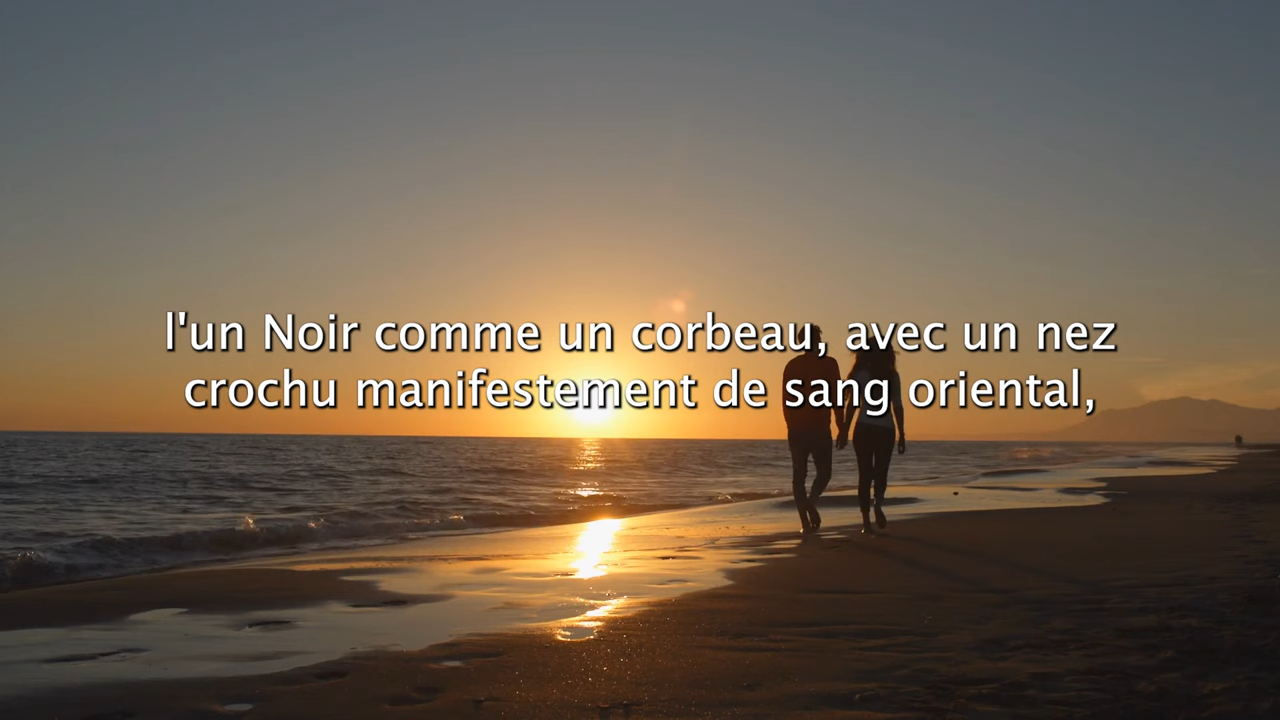 l'un Noir comme un corbeau, avec un nez
crochu manifestement de sang oriental,